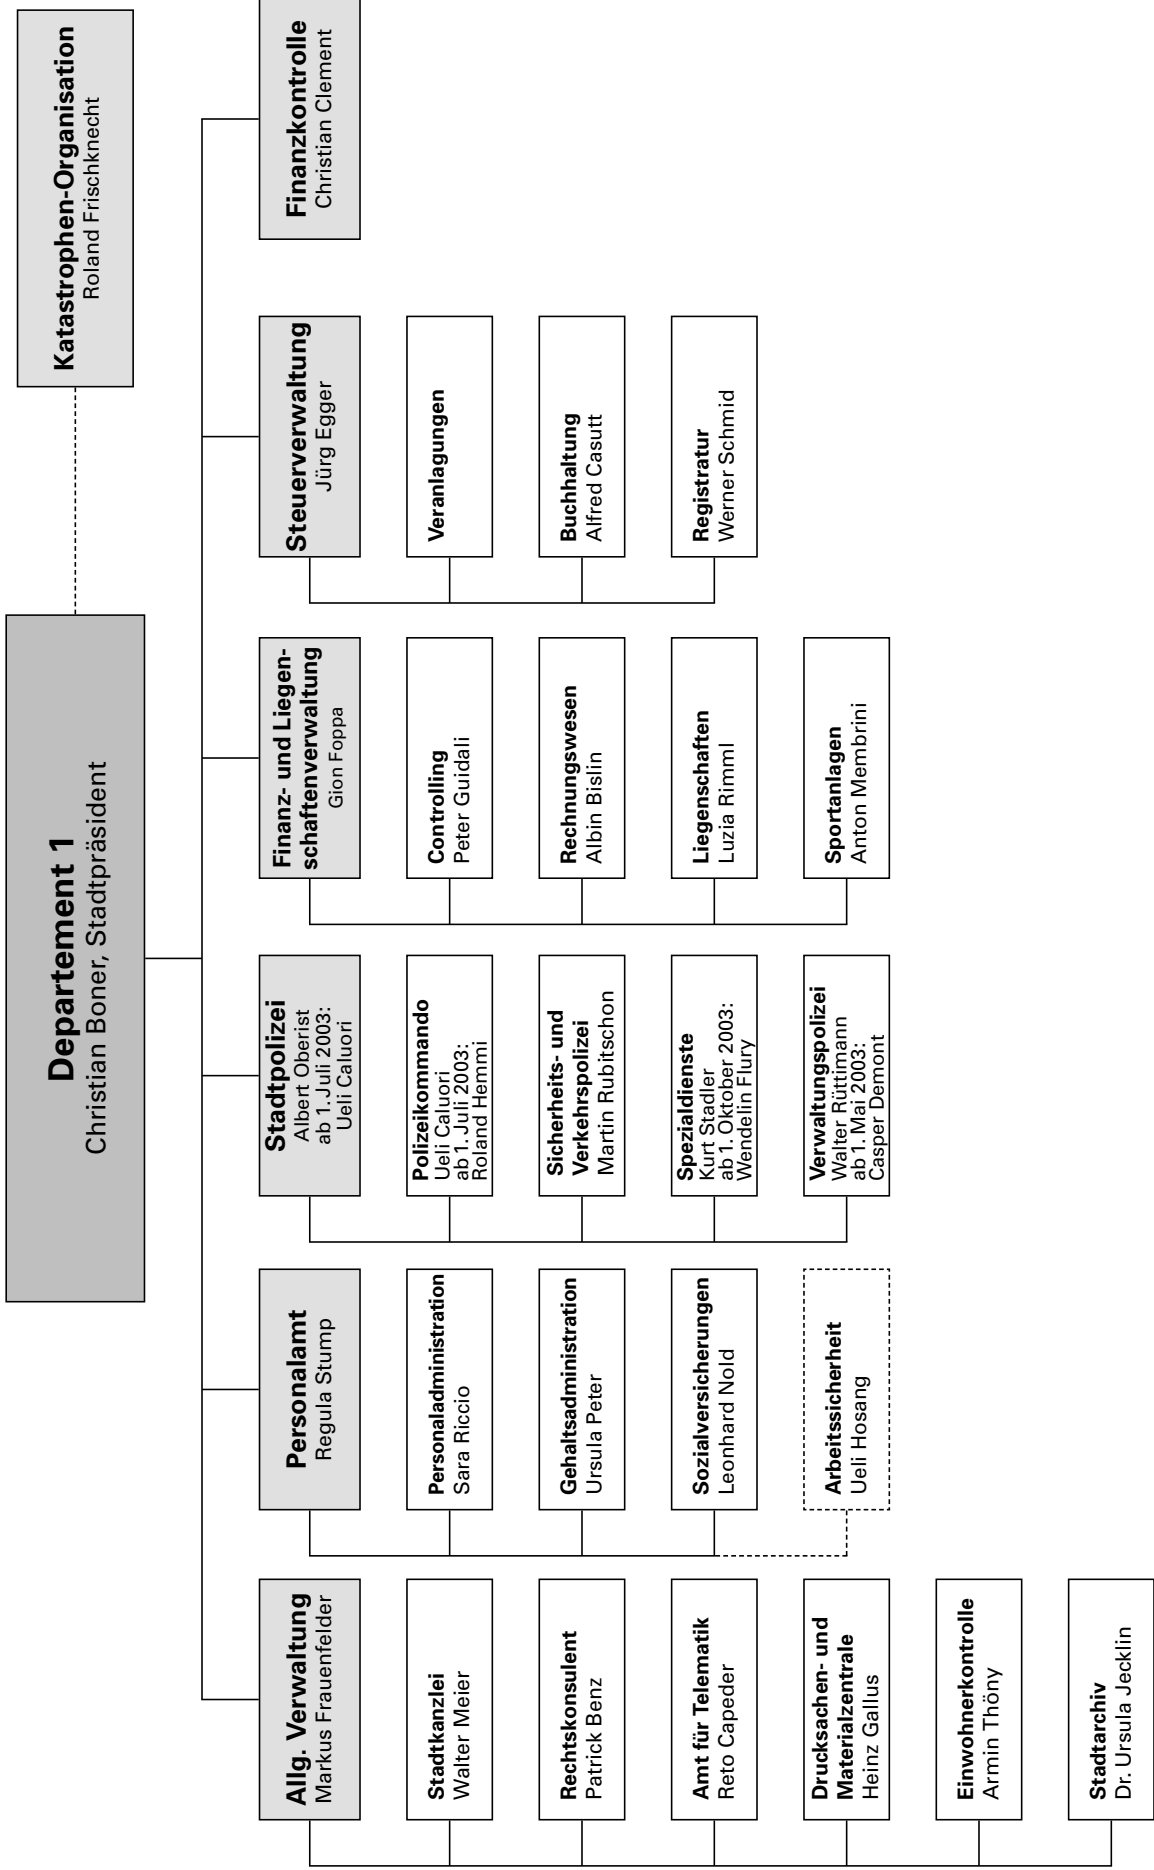 Departement 1
Christian Boner, Stadtpräsident
Katastrophen-Organisation
Roland Frischknecht
Allg. Verwaltung
Markus Frauenfelder
Stadtkanzlei
Walter Meier
Rechtskonsulent
Patrick Benz
Amt für Telematik
Reto Capeder
Drucksachen- und
Materialzentrale
Heinz Gallus
Einwohnerkontrolle
Armin Thöny
Stadtarchiv
Dr. Ursula Jecklin
Personalamt
Regula Stump
Personaladministration
Sara Riccio
Gehaltsadministration
Ursula Peter
Sozialversicherungen
Leonhard Nold
Arbeitssicherheit
Ueli Hosang
Stadtpolizei
Albert Oberist
ab 1. Juli 2003:
Ueli Caluori
Polizeikommando
Ueli Caluori
ab 1. Juli 2003:
Roland Hemmi
Sicherheits- und
Verkehrspolizei
Martin Rubitschon
Spezialdienste
Kurt Stadler
ab 1. Oktober 2003:
Wendelin Flury
Verwaltungspolizei
Walter Rüttimann
ab 1. Mai 2003:
Casper Demont
Finanz- und Liegen-
schaftenverwaltung
Gion Foppa
Controlling
Peter Guidali
Rechnungswesen
Albin Bislin
Liegenschaften
Luzia Rimml
Sportanlagen
Anton Membrini
Steuerverwaltung
Jürg Egger
Veranlagungen
Buchhaltung
Alfred Casutt
Registratur
Werner Schmid
Finanzkontrolle
Christian Clement